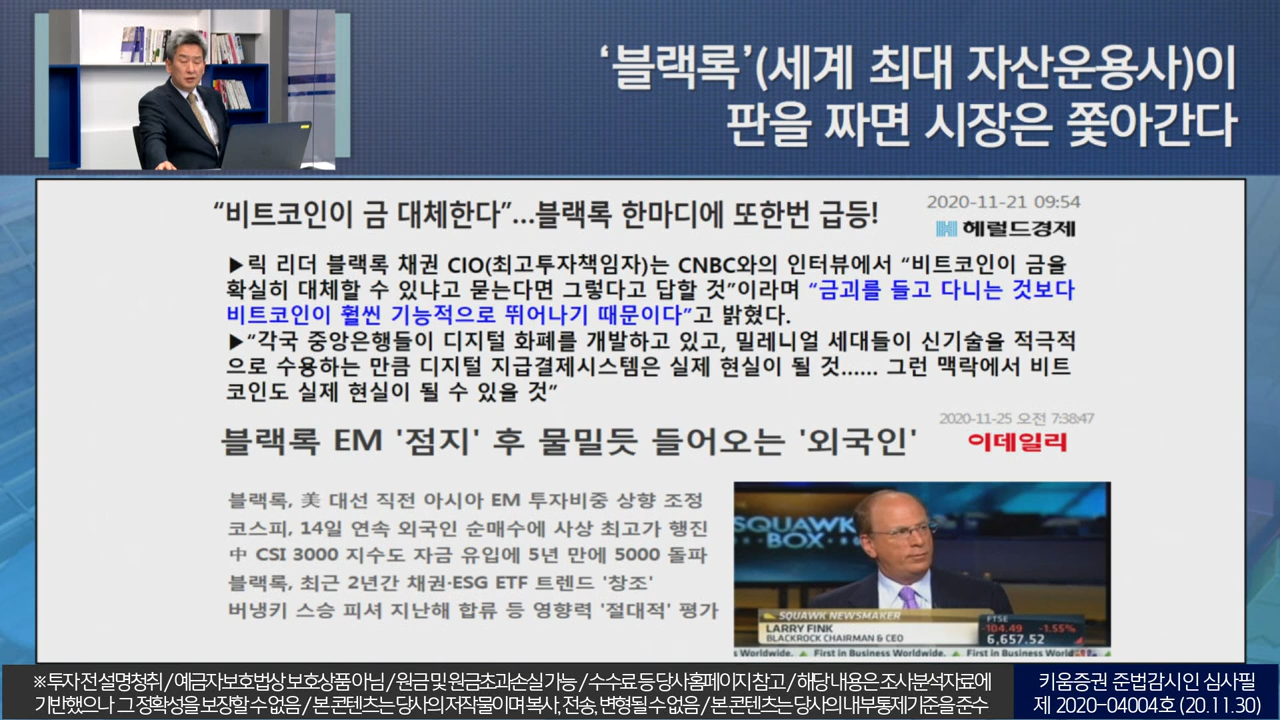 ‘블랙록’(세계 최대 자산운용사)이
판을 짜면 시장은 쫓아간다
“비트코인이 금 대체한다”...블랙록 한마디에 또한번 급등!
2020-11-21 09:54
헤럴드경제
▶릭 리더 블랙록 채권 CIO(최고투자책임자)는 CNBC와의 인터뷰에서 “비트코인이 금을
확실히 대체할 수 있냐고 묻는다면 그렇다고 답할 것”이라며 “금괴를 들고 다니는 것보다
비트코인이 훨씬 기능적으로 뛰어나기 때문이다”고 밝혔다.
▶“각국 중앙은행들이 디지털 화폐를 개발하고 있고, 밀레니얼 세대들이 신기술을 적극적
으로 수용하는 만큼 디지털 지급결제시스템은 실제 현실이 될 것...... 그런 맥락에서 비트
코인도 실제 현실이 될 수 있을 것”
2020-11-25 오전 7:38:47
블랙록 EM '점지' 후 물밀듯 들어오는 '외국인'
이데일리
블랙록, 美 대선 직전 아시아 EM 투자비중 상향 조정
코스피, 14일 연속 외국인 순매수에 사상 최고가 행진
中 CSI 3000 지수도 자금 유입에 5년 만에 5000 돌파
블랙록, 최근 2년간 채권·ESG ETF 트렌드 '창조'
버냉키 스승 피셔 지난해 합류 등 영향력 '절대적' 평가
SQUAWK
BOX
SQUAWK NEWSMAKER
LARRY FINK
BLACKROCK CHAIRMAN & CEO
FTSE
-104.49 -1.55%
6,657.52
s Worldwide. First in Business Worldwide. First in Business Worldwide.
※ 투자 전 설명청취 / 예금자보호법상 보호상품 아님 / 원금 및 원금초과손실 가능 / 수수료 등 당사홈페이지 참고 / 해당 내용은 조사분석자료에
기반했으나 그 정확성을 보장할 수 없음 / 본 콘텐츠는 당사의 저작물이며 복사, 전송, 변형될 수 없음 / 본 콘텐츠는 당사의 내부통제기준을 준수
키움증권 준법감시인 심사필
제 2020-04004호 (20.11.30)